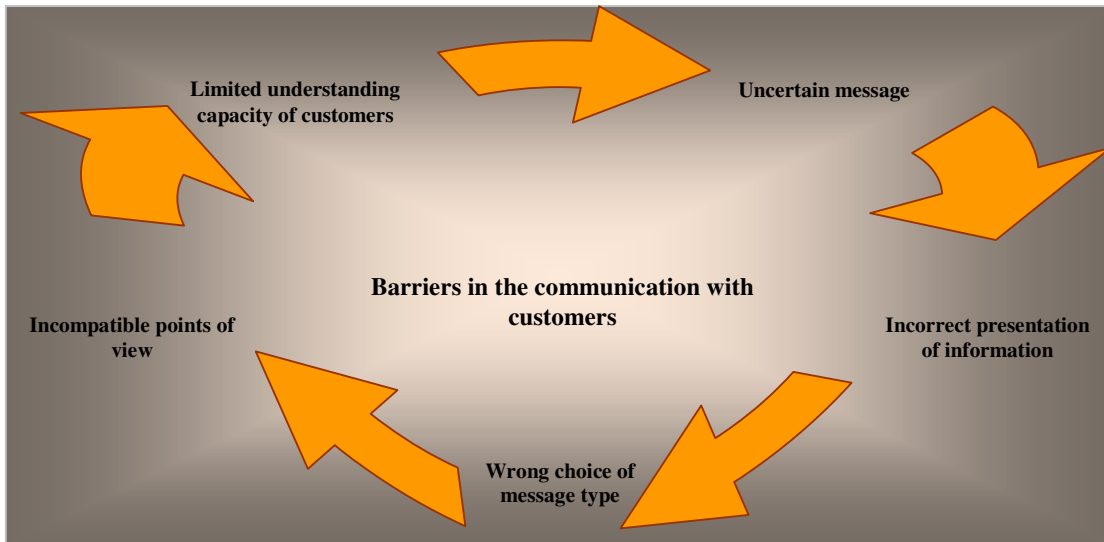 Limited understanding
capacity of customers
Uncertain message
Barriers in the communication with
customers
Incompatible points of
view
Incorrect presentation
of information
Wrong choice of
message type